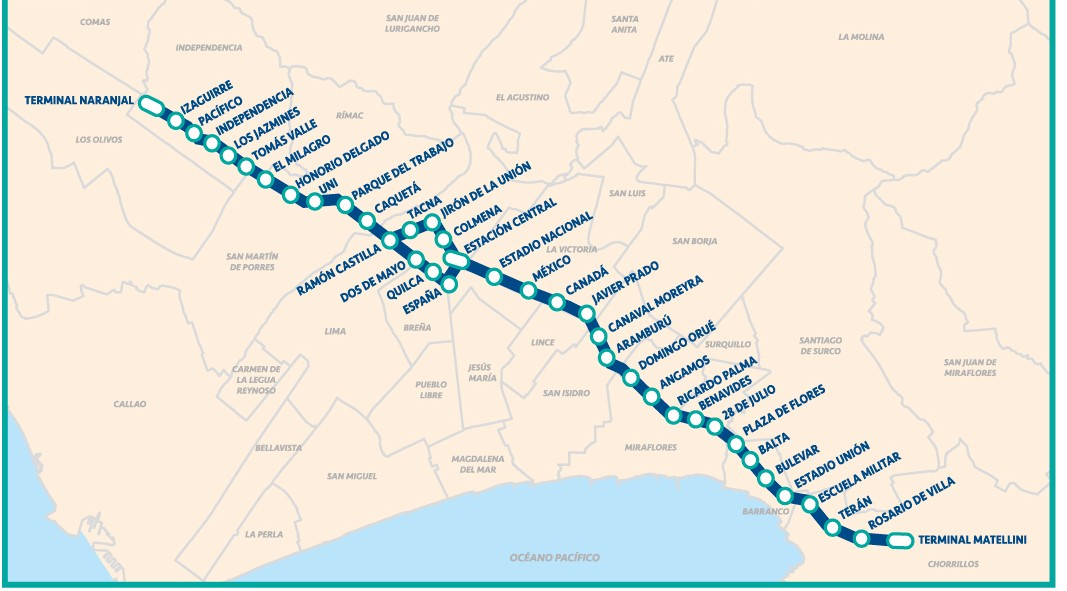 COMAS
SAN JUAN DE
LURIGANCHO
SANTA
ANITA
LA MOLINA
INDEPENDENCIA
ATE
TERMINAL NARANJAL
IZAGUIRRE
PACÍFICO
INDEPENDENCIA
LOS JAZMINES
TOMÁS VALLE
EL MILAGRO
HONORIO DELGADO
UNI
PARQUE DEL TRABAJO
CAQUETÁ
TACNA
JIRÓN DE LA UNIÓN
COLMENA
ESTACIÓN CENTRAL
ESTADIO NACIONAL
MÉXICO
CANADÁ
JAVIER PRADO
CANAVAL MOREYRA
ARAMBURÚ
DOMINGO ORUÉ
ANGAMOS
RICARDO PALMA
BENAVIDES
28 DE JULIO
PLAZA DE FLORES
BALTA
BULEVAR
ESTADIO UNIÓN
ESCUELA MILITAR
TERÁN
ROSARIO DE VILLA
TERMINAL MATELLINI
RAMÓN CASTILLA
DOS DE MAYO
QUILCA
ESPAÑA
EL AGUSTINO
RÍMAC
LOS OLIVOS
SAN LUIS
LA VICTORIA
SAN BORJA
SAN MARTÍN
DE PORRES
LIMA
BREÑA
LINCE
SURQUILLO
SANTIAGO
DE SURCO
SAN JUAN DE
MIRAFLORES
CARMEN DE
LA LEGUA
REYNOSO
JESÚS
MARÍA
PUEBLO
LIBRE
SAN ISIDRO
CALLAO
BELLAVISTA
MIRAFLORES
SAN MIGUEL
MAGDALENA
DEL MAR
BARRANCO
LA PERLA
OCÉANO PACÍFICO
CHORRILLOS